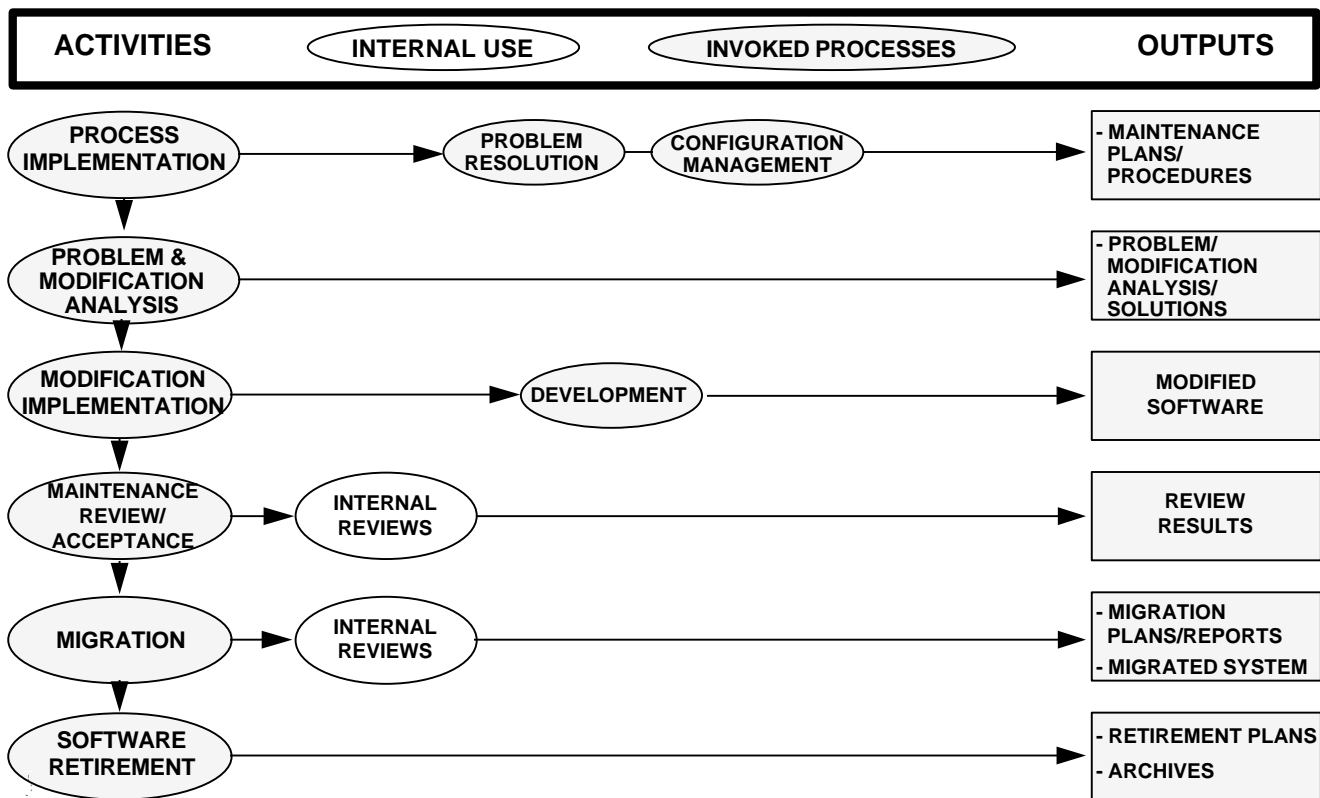 ACTIVITIES
INTERNAL USE
INVOKED PROCESSES
OUTPUTS
PROCESS
IMPLEMENTATION
PROBLEM
RESOLUTION
CONFIGURATION
MANAGEMENT
- MAINTENANCE
PLANS/
PROCEDURES
PROBLEM &
MODIFICATION
ANALYSIS
- PROBLEM/
MODIFICATION
ANALYSIS/
SOLUTIONS
MODIFICATION
IMPLEMENTATION
DEVELOPMENT
MODIFIED
SOFTWARE
MAINTENANCE
REVIEW/
ACCEPTANCE
INTERNAL
REVIEWS
REVIEW
RESULTS
MIGRATION
INTERNAL
REVIEWS
- MIGRATION
PLANS/REPORTS
- MIGRATED SYSTEM
SOFTWARE
RETIREMENT
- RETIREMENT PLANS
- ARCHIVES